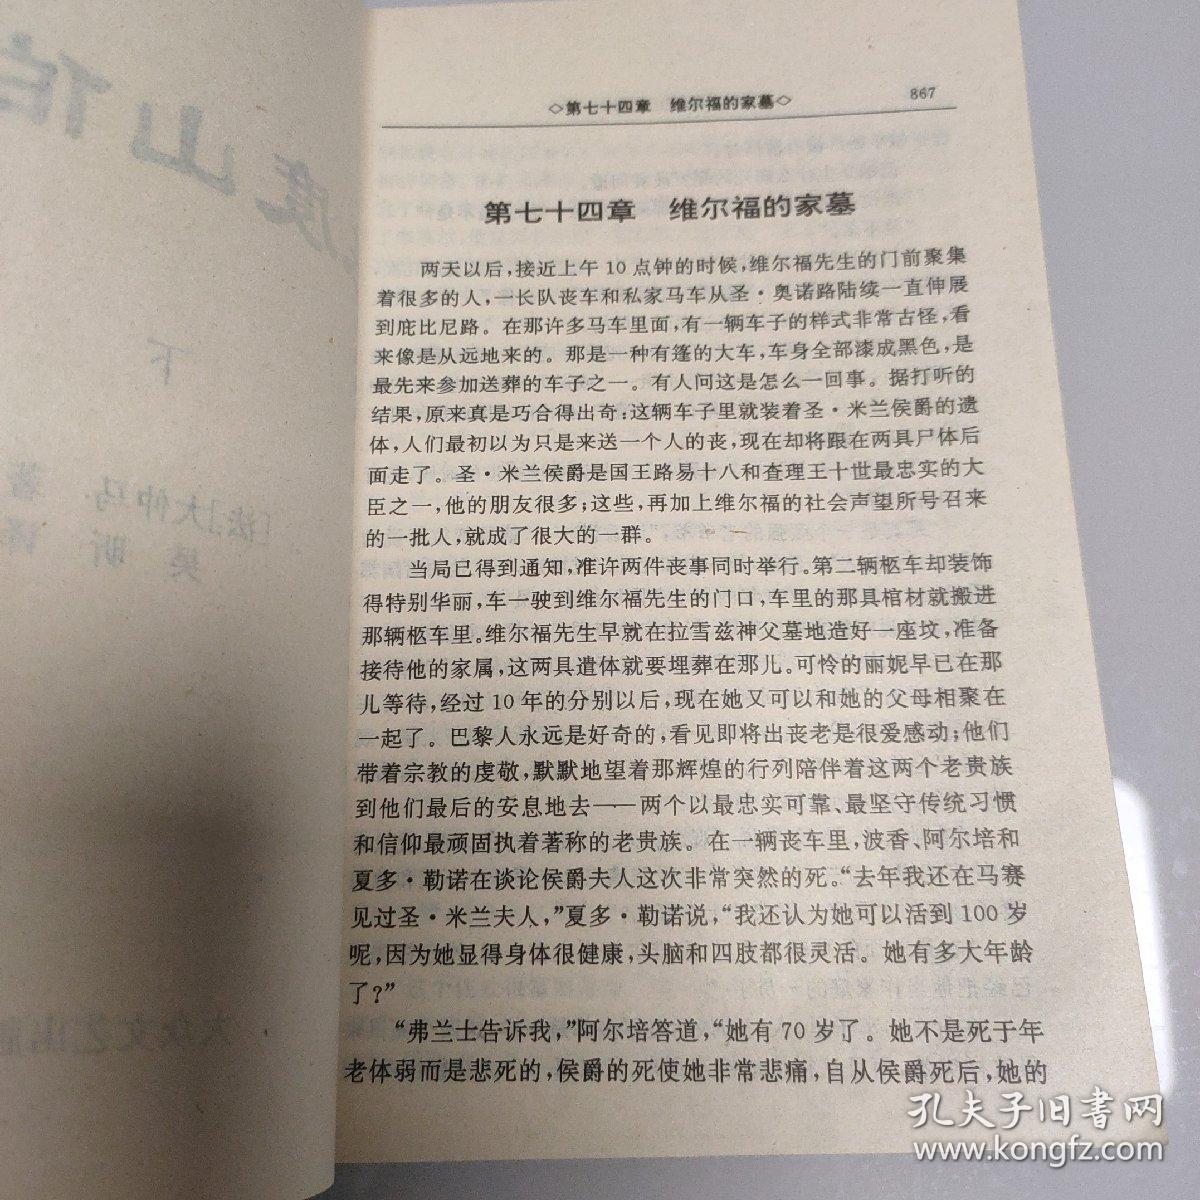 ◇第七十四章 维尔福的家墓◇ 867
第七十四章 维尔福的家墓
两天以后，接近上午10点钟的时候，维尔福先生的门前聚集
着很多的人，一长队丧车和私家马车从圣·奥诺路陆续一直伸展
到庇比尼路。在那许多马车里面，有一辆车子的样式非常古怪，看
来像是从远地来的。那是一种有篷的大车，车身全部漆成黑色，是
最先来参加送葬的车子之一。有人问这是怎么一回事。据打听的
结果，原来真是巧合得出奇：这辆车子里就装着圣·米兰侯爵的遗
体，人们最初以为只是来送一个人的丧，现在却将跟在两具尸体后
面走了。圣·米兰侯爵是国王路易十八和查理王十世最忠实的大
臣之一，他的朋友很多；这些，再加上维尔福的社会声望所号召来
的一批人，就成了很大的一群。
当局已得到通知，准许两件丧事同时举行。第二辆柩车却装饰
得特别华丽，车一驶到维尔福先生的门口，车里的那具棺材就搬进
那辆柩车里。维尔福先生早就在拉雪兹神父墓地造好一座坟，准备
接待他的家属，这两具遗体就要埋葬在那儿。可怜的丽妮早已在那
儿等待，经过10年的分别以后，现在她又可以和她的父母相聚在
一起了。巴黎人永远是好奇的，看见即将出丧老是很爱感动；他们
带着宗教的虔敬，默默地望着那辉煌的行列陪伴着这两个老贵族
到他们最后的安息地去——两个以最忠实可靠、最坚守传统习惯
和信仰最顽固执着著称的老贵族。在一辆丧车里，波香、阿尔培和
夏多·勒诺在谈论侯爵夫人这次非常突然的死。“去年我还在马赛
见过圣·米兰夫人，”夏多·勒诺说，“我还认为她可以活到100岁
呢，因为她显得身体很健康，头脑和四肢都很灵活。她有多大年龄
了？”
“弗兰士告诉我，”阿尔培答道，“她有70岁了。她不是死于年
老体弱而是悲死的，侯爵的死使她非常悲痛，自从侯爵死后，她的
下
[法]大仲马 著
昊 昕 译
孔夫子旧书网
www.kongfz.com